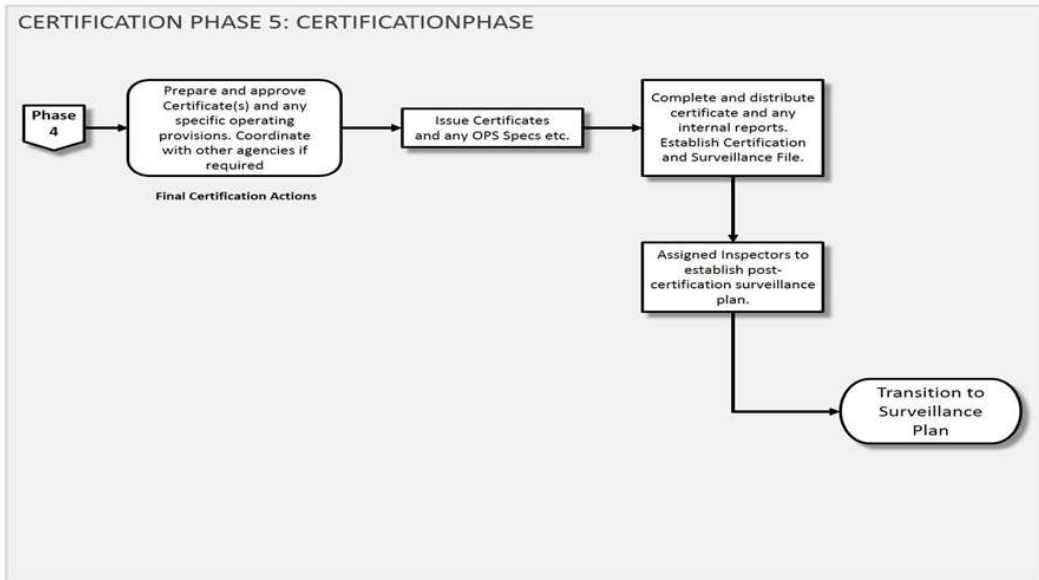 CERTIFICATION PHASE 5: CERTIFICATIONPHASE
Phase
4
Prepare and approve
Certificate(s) and any
specific operating
provisions. Coordinate
with other agencies if
required
Final Certification Actions
Issue Certificates
and any OPS Specs etc.
Complete and distribute
certificate and any
internal reports.
Establish Certification
and Surveillance File.
Assigned Inspectors to
establish post-
certification surveillance
plan.
Transition to
Surveillance
Plan